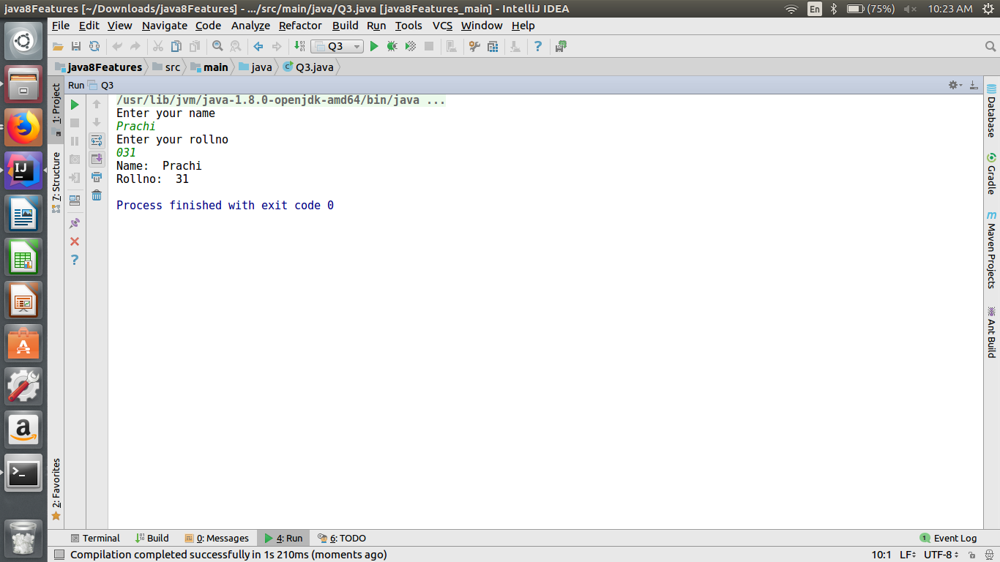 java8Features [~/Downloads/java8Features] - .../src/main/java/Q3.java [java8Features_main] - IntelliJ IDEA
En
(75%)
10:23 AM
File Edit View Navigate Code Analyze Refactor Build Run Tools VCS Window Help
Q3
java8Features src main java Q3.java
Run Q3
1: Project
7: Structure
2: Favorites
/usr/lib/jvm/java-1.8.0-openjdk-amd64/bin/java ...
Enter your name
Prachi
Enter your rollno
031
Name:  Prachi
Rollno:  31
Process finished with exit code 0
Database
Gradle
Maven Projects
Ant Build
IJ
A
a
>_
Terminal Build 0: Messages 4: Run 6: TODO
1 Event Log
Compilation completed successfully in 1s 210ms (moments ago)
10:1 LF UTF-8